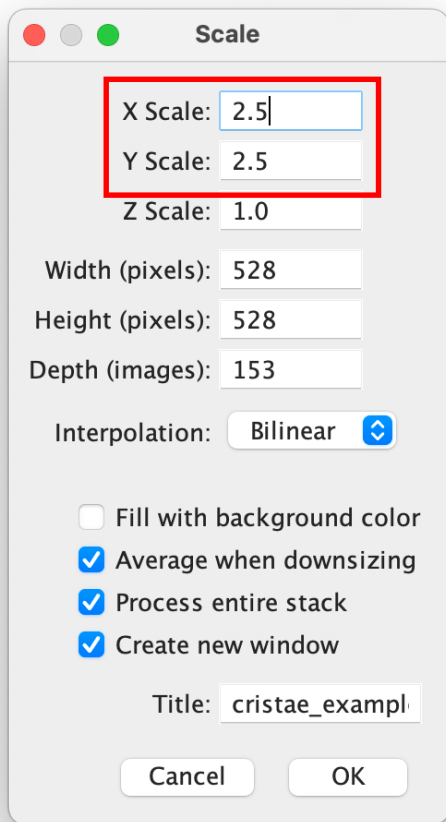 Scale
X Scale: 2.5
Y Scale: 2.5
Z Scale: 1.0
Width (pixels): 528
Height (pixels): 528
Depth (images): 153
Interpolation: Bilinear
Fill with background color
Average when downsizing
Process entire stack
Create new window
Title: cristae_exampl
Cancel OK